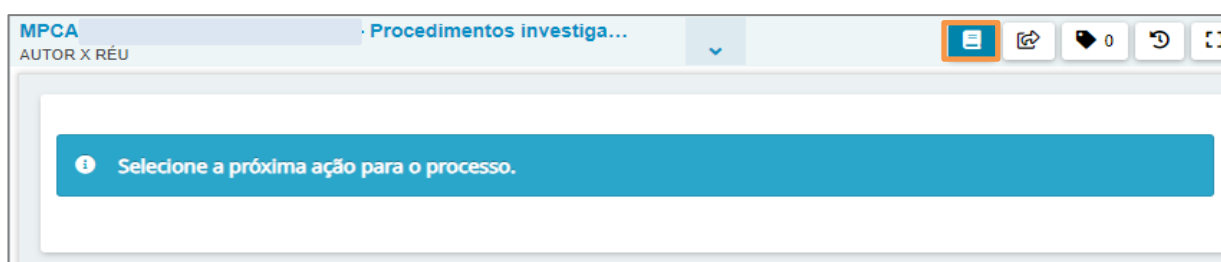 MPCA - Procedimentos investiga...
AUTOR X RÉU
0
Selecione a próxima ação para o processo.